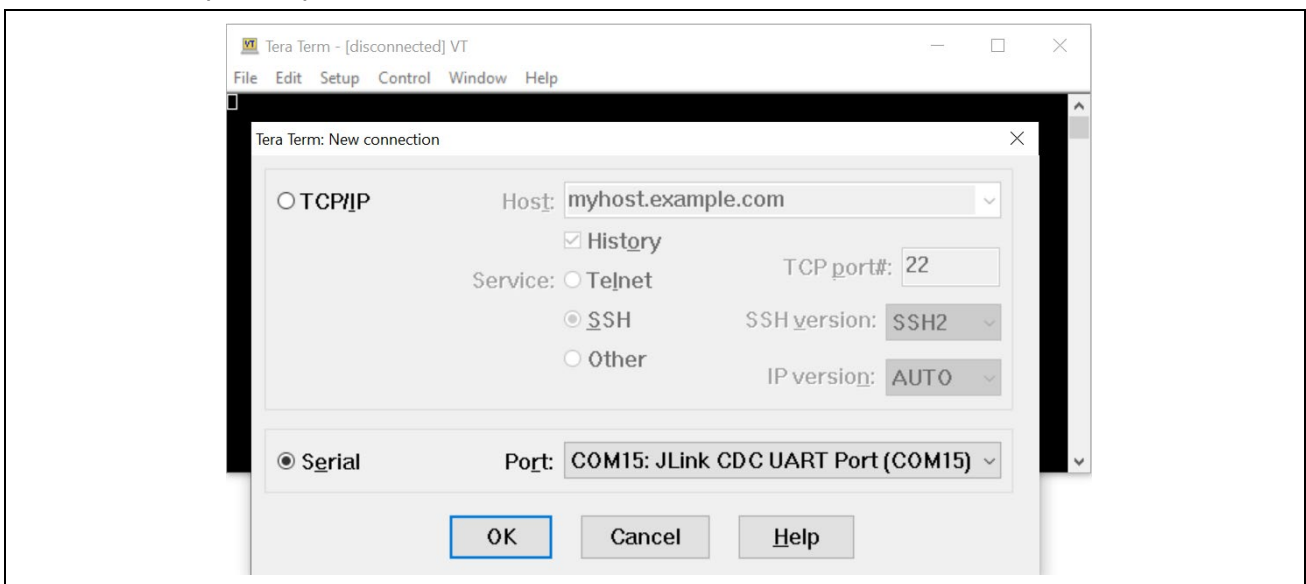 Tera Term - [disconnected] VT
File Edit Setup Control Window Help
Tera Term: New connection
TCP/IP Host: myhost.example.com
History
Service: Telnet TCP port#: 22
SSH SSH version: SSH2
Other IP version: AUTO
Serial Port: COM15: JLink CDC UART Port (COM15)
OK Cancel Help